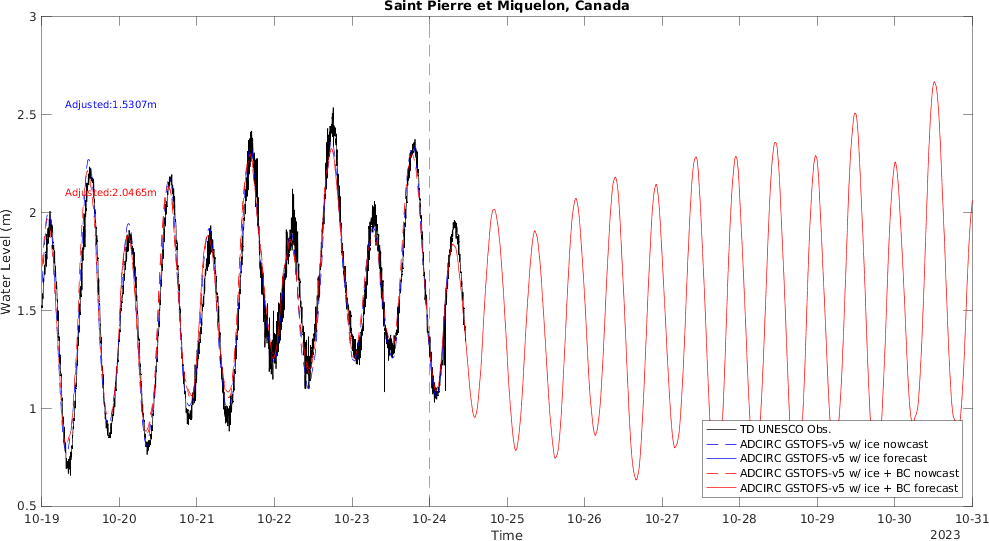 Saint Pierre et Miquelon, Canada
3
2.5
2
1.5
1
0.5
Water Level (m)
Adjusted:1.5307m
Adjusted:2.0465m
TD UNESCO Obs.
ADCIRC GSTOFS-v5 w/ ice nowcast
ADCIRC GSTOFS-v5 w/ ice forecast
ADCIRC GSTOFS-v5 w/ ice + BC nowcast
ADCIRC GSTOFS-v5 w/ ice + BC forecast
10-19 10-20 10-21 10-22 10-23 10-24 10-25 10-26 10-27 10-28 10-29 10-30 10-31
Time
2023